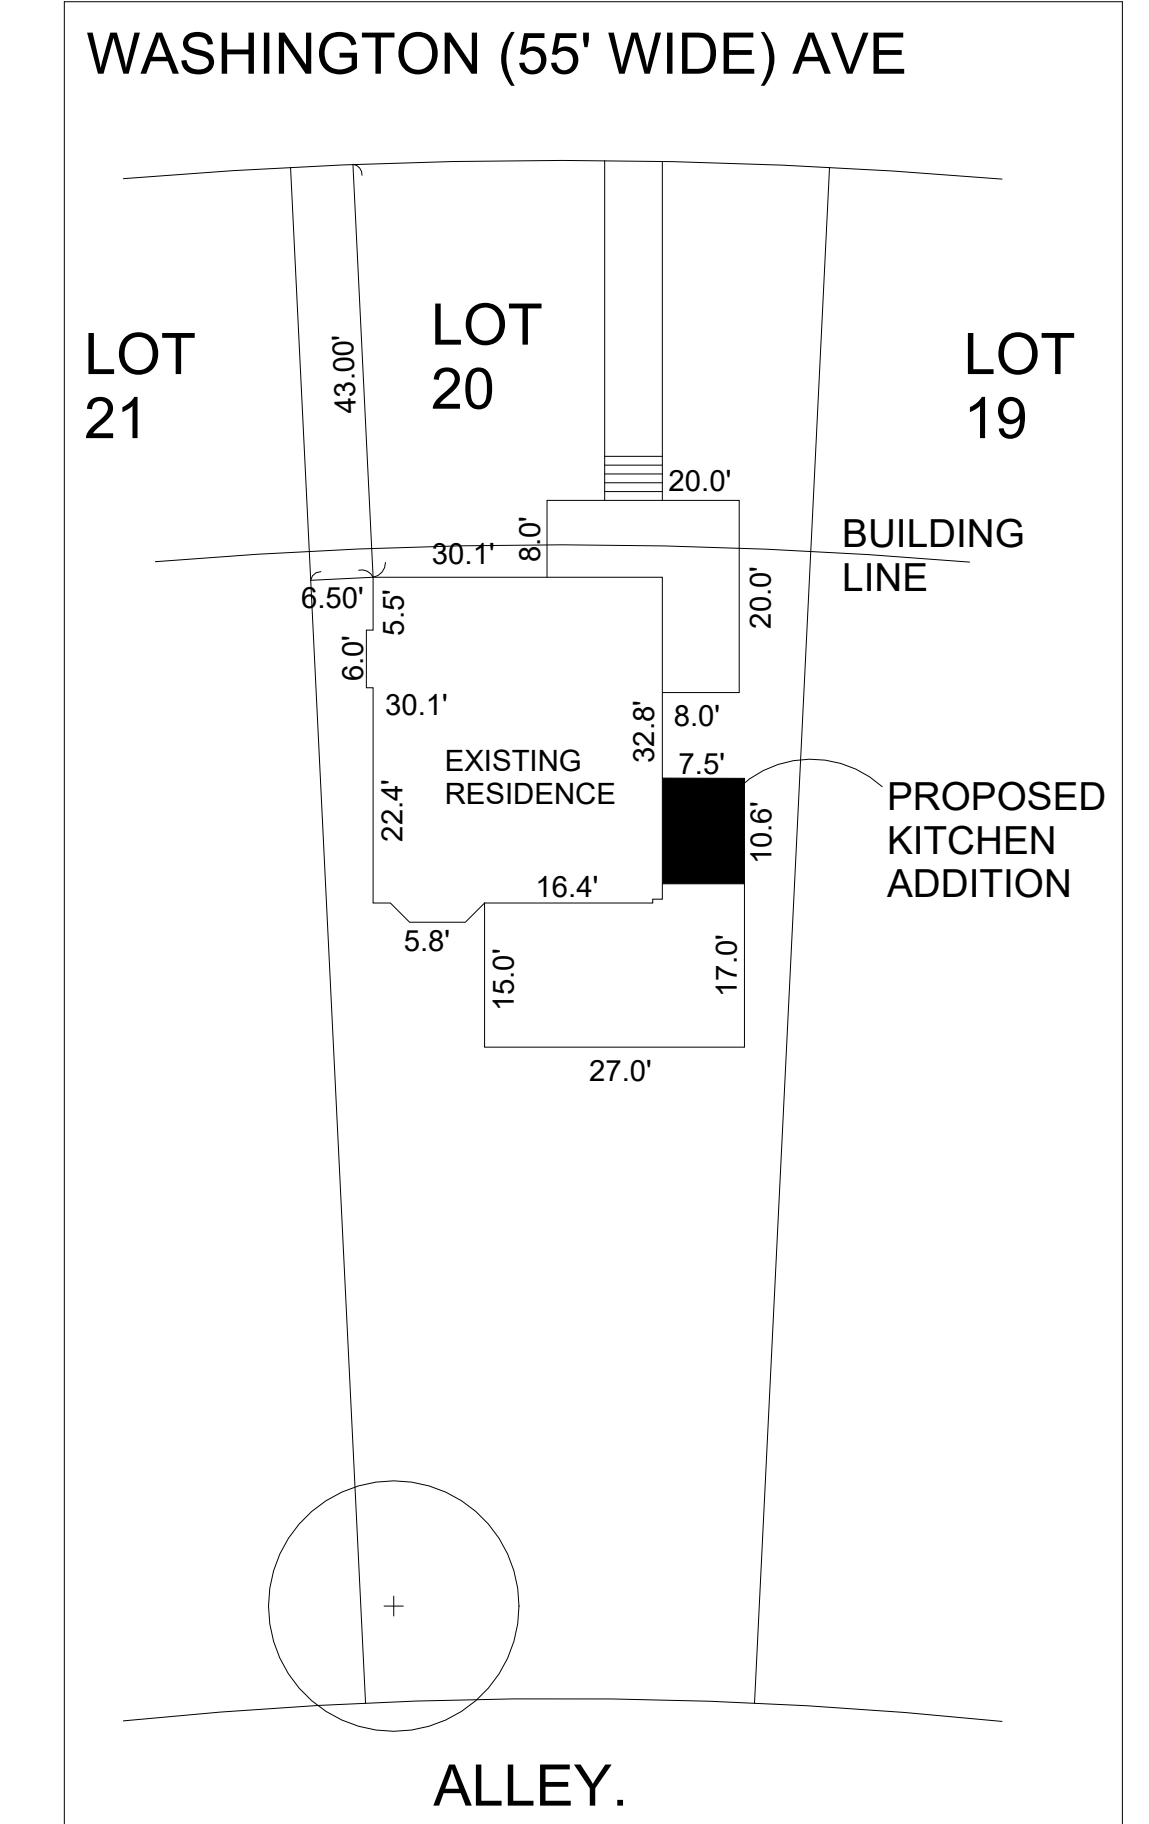 WASHINGTON (55' WIDE) AVE
LOT
20
LOT
21
LOT
19
43.00'
20.0'
8.0'
30.1'
BUILDING
LINE
6.50'
5.5'
20.0'
6.0'
30.1'
32.8'
8.0'
EXISTING
RESIDENCE
7.5'
22.4'
10.6'
PROPOSED
KITCHEN
ADDITION
16.4'
5.8'
15.0'
17.0'
27.0'
ALLEY.